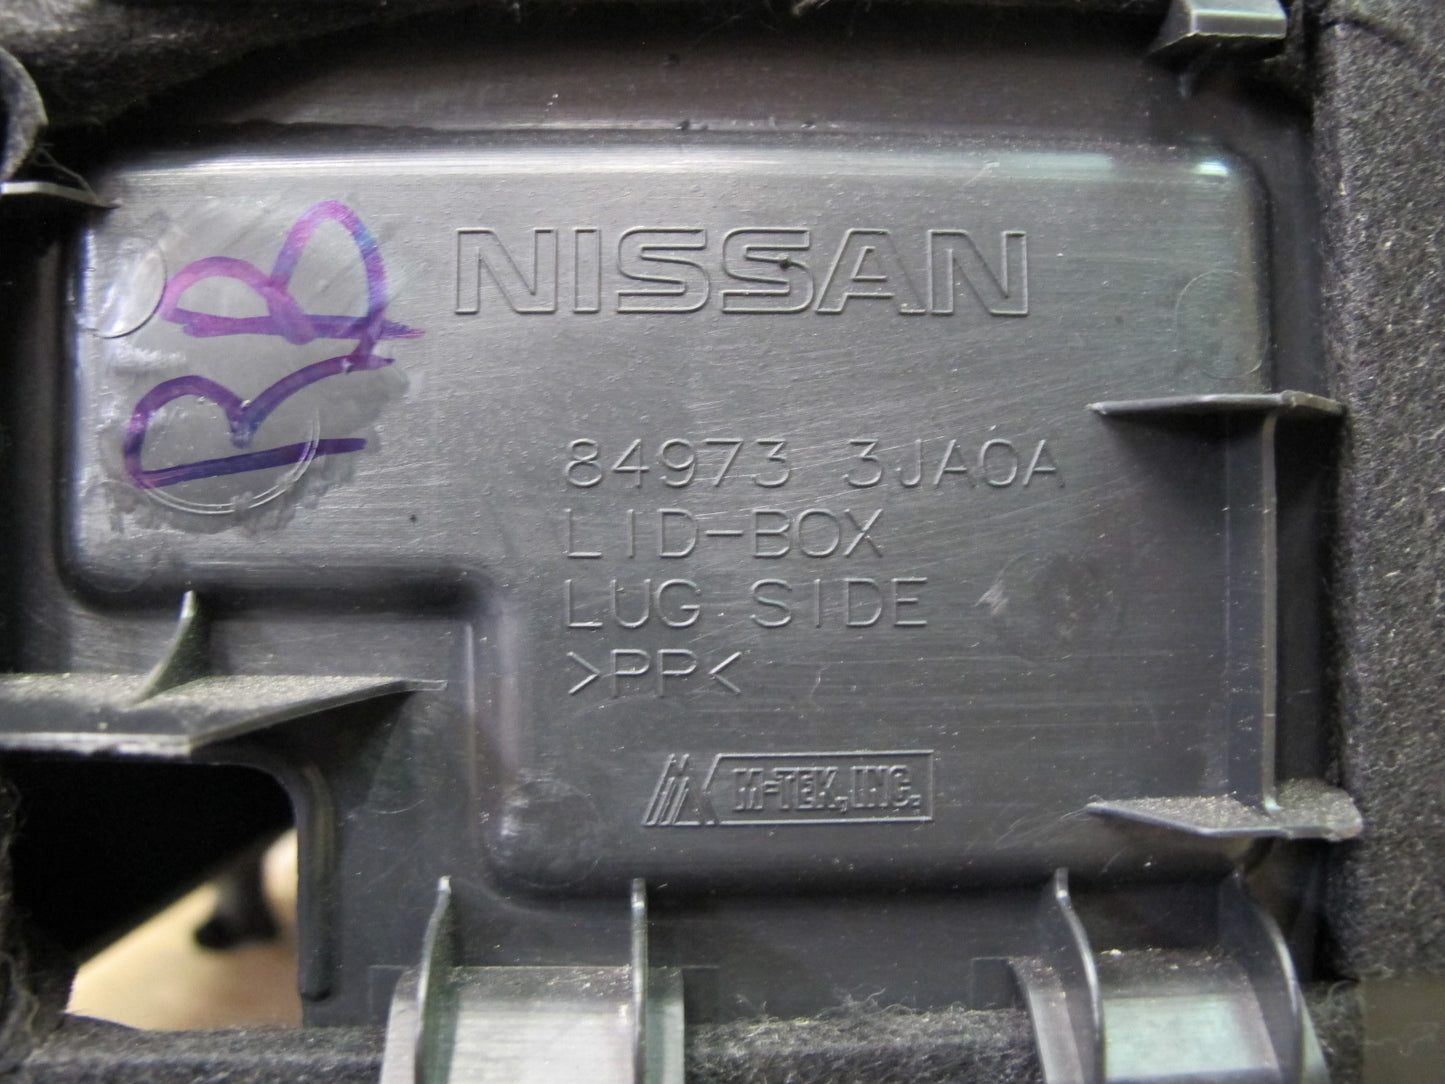 NISSAN
84973 3JA0A
LID-BOX
LUG SIDE
>PP<
M-TEK,INC.